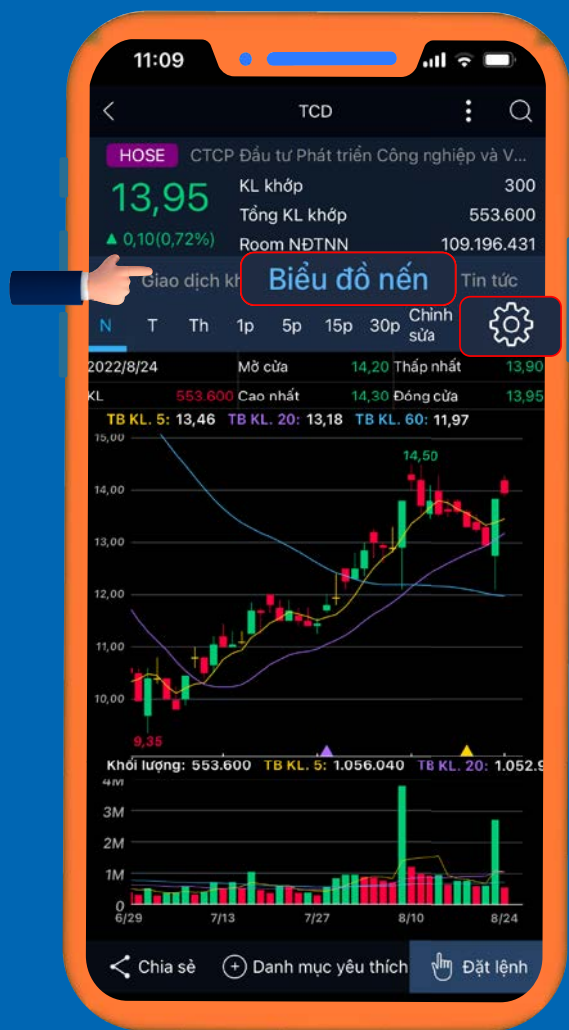 11:09
TCD
HOSE CTCP Đầu tư Phát triển Công nghiệp và V...
13,95 KL khớp 300
Tổng KL khớp 553.600
▲ 0,10(0,72%) Room NĐTNN 109.196.431
Giao dịch kh Biểu đồ nến Tin tức
N T Th 1p 5p 15p 30p Chỉnh sửa
2022/8/24 Mở cửa 14,20 Thấp nhất 13,90
KL 553.600 Cao nhất 14,30 Đóng cửa 13,95
TB KL. 5: 13,46 TB KL. 20: 13,18 TB KL. 60: 11,97
15,00
14,50
14,00
13,00
12,00
11,00
10,00
9,35
Khối lượng: 553.600 TB KL. 5: 1.056.040 TB KL. 20: 1.052.9
4M
3M
2M
1M
0
6/29 7/13 7/27 8/10 8/24
Chia sẻ Danh mục yêu thích Đặt lệnh